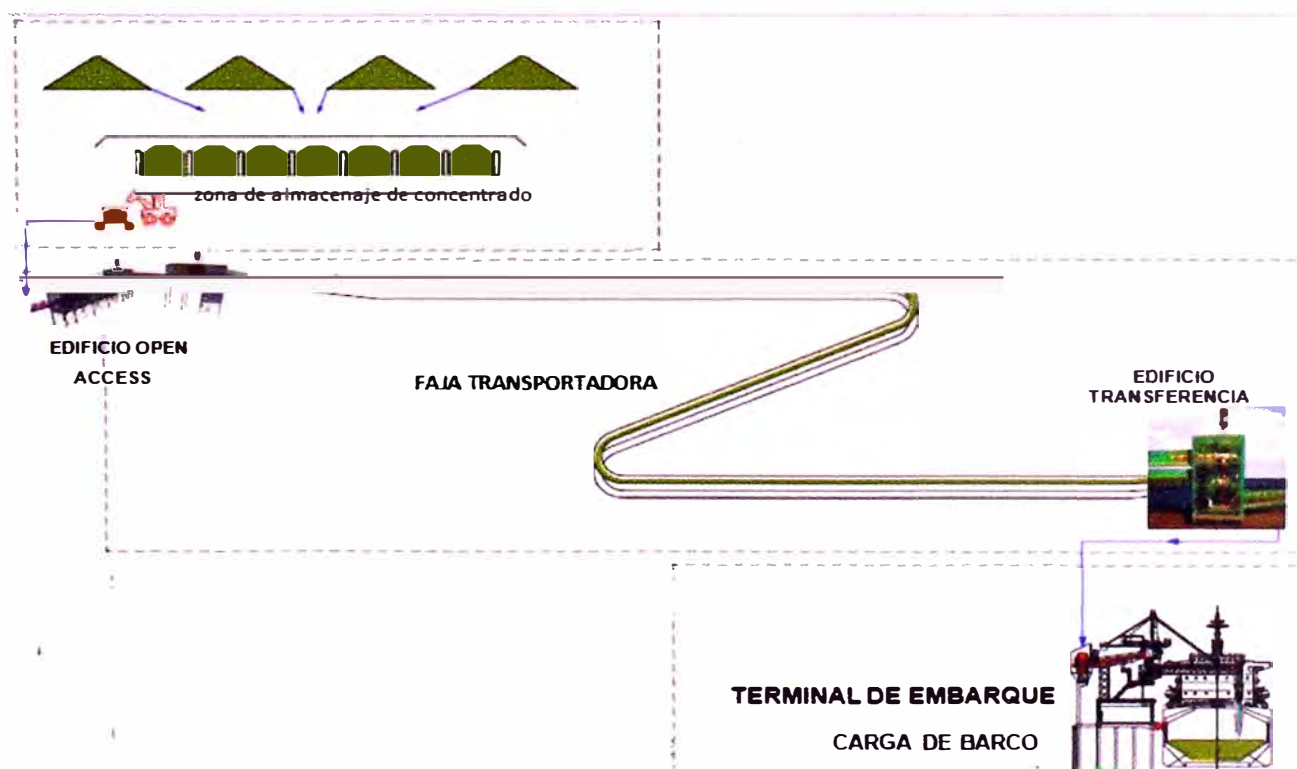 zona de almacenaje de concentrado
EDIFICIO OPEN
ACCESS
FAJA TRANSPORTADORA
EDIFICIO
TRANSFERENCIA
TERMINAL DE EMBARQUE
CARGA DE BARCO